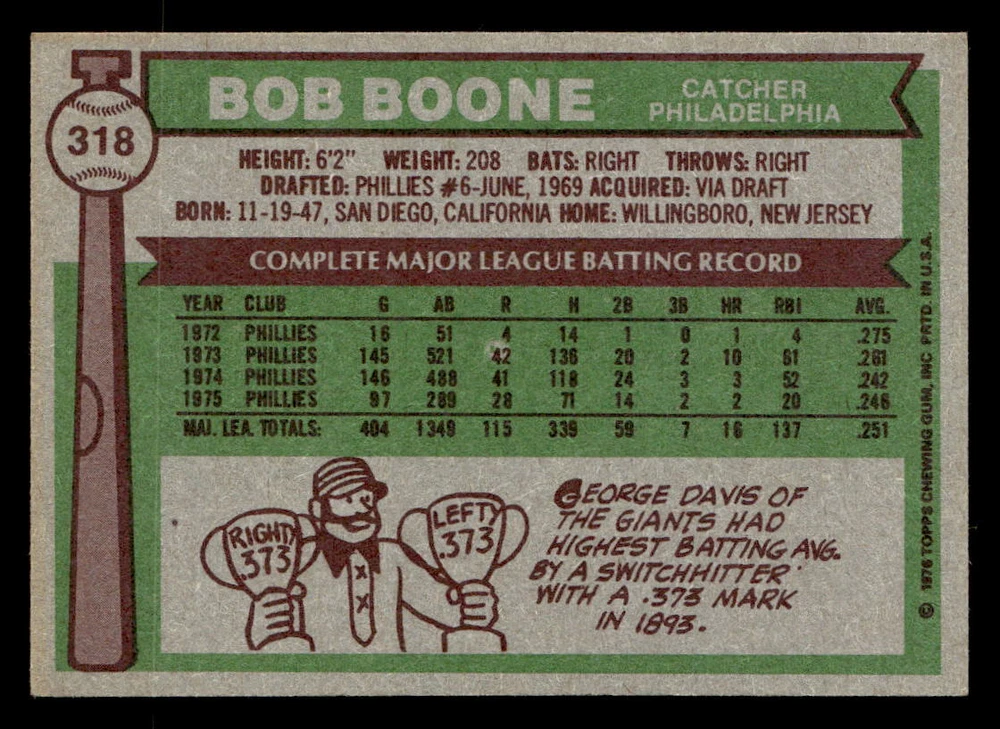 318
BOB BOONE
CATCHER
PHILADELPHIA
HEIGHT: 6'2" WEIGHT: 208 BATS: RIGHT THROWS: RIGHT
DRAFTED: PHILLIES #6-JUNE, 1969 ACQUIRED: VIA DRAFT
BORN: 11-19-47, SAN DIEGO, CALIFORNIA HOME: WILLINGBORO, NEW JERSEY
COMPLETE MAJOR LEAGUE BATTING RECORD
YEAR CLUB G AB R H 2B 3B HR RBI AVG.
1972 PHILLIES 16 51 4 14 1 0 1 4 .275
1973 PHILLIES 145 521 42 136 20 2 10 61 .261
1974 PHILLIES 146 488 41 118 24 3 3 52 .242
1975 PHILLIES 97 289 28 71 14 2 2 20 .246
MAJ. LEA. TOTALS: 404 1349 115 339 59 7 16 137 .251
RIGHTY
.373
LEFTY
.373
GEORGE DAVIS OF
THE GIANTS HAD
HIGHEST BATTING AVG.
BY A SWITCHHITTER
WITH A .373 MARK
IN 1893.
© 1976 TOPPS CHEWING GUM, INC PRTD. IN U.S.A.